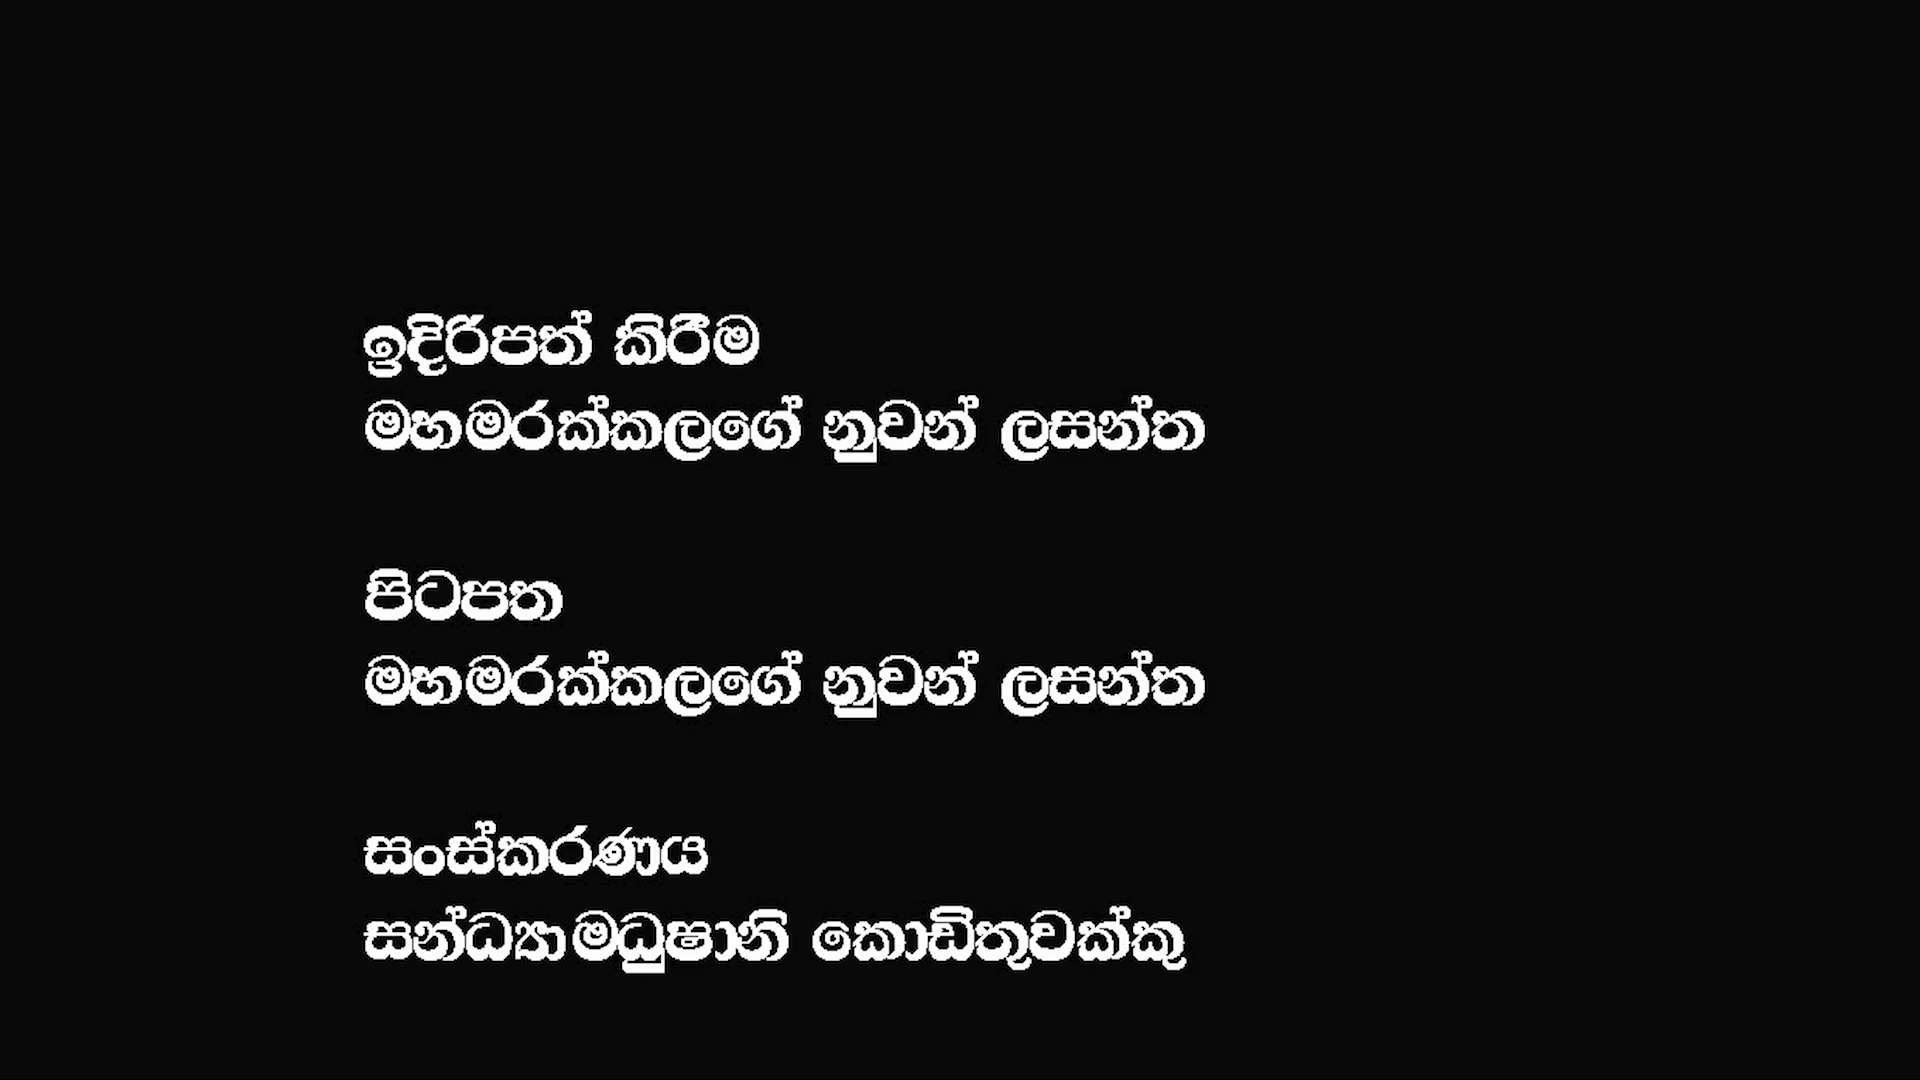 ඉදිරිපත් කිරීම
මහමරක්කලගේ නුවන් ලසන්ත
පිටපත
මහමරක්කලගේ නුවන් ලසන්ත
සංස්කරණය
සන්ධ්‍යාමධුෂානි කොඩිතුවක්කු